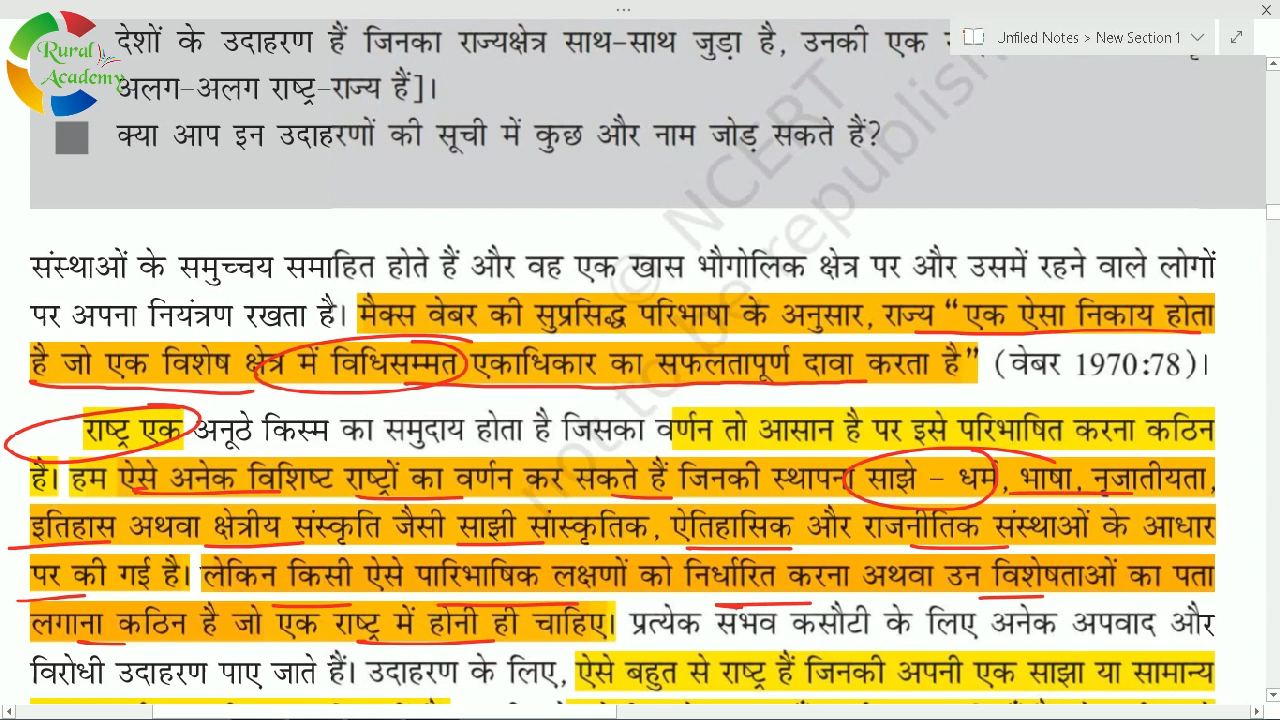 Rural
Academy
Unfiled Notes > New Section 1
देशों के उदाहरण हैं जिनका राज्यक्षेत्र साथ-साथ जुड़ा है, उनकी एक
अलग-अलग राष्ट्र-राज्य हैं]।
क्या आप इन उदाहरणों की सूची में कुछ और नाम जोड़ सकते हैं?
संस्थाओं के समुच्चय समाहित होते हैं और वह एक खास भौगोलिक क्षेत्र पर और उसमें रहने वाले लोगों
पर अपना नियंत्रण रखता है। मैक्स वेबर की सुप्रसिद्ध परिभाषा के अनुसार, राज्य “एक ऐसा निकाय होता
है जो एक विशेष क्षेत्र में विधिसम्मत एकाधिकार का सफलतापूर्ण दावा करता है” (वेबर 1970:78)।
राष्ट्र एक अनूठे किस्म का समुदाय होता है जिसका वर्णन तो आसान है पर इसे परिभाषित करना कठिन
है। हम ऐसे अनेक विशिष्ट राष्ट्रों का वर्णन कर सकते हैं जिनकी स्थापना साझे – धर्म, भाषा, नृजातीयता,
इतिहास अथवा क्षेत्रीय संस्कृति जैसी साझी सांस्कृतिक, ऐतिहासिक और राजनीतिक संस्थाओं के आधार
पर की गई है। लेकिन किसी ऐसे पारिभाषिक लक्षणों को निर्धारित करना अथवा उन विशेषताओं का पता
लगाना कठिन है जो एक राष्ट्र में होनी ही चाहिए। प्रत्येक संभव कसौटी के लिए अनेक अपवाद और
विरोधी उदाहरण पाए जाते हैं। उदाहरण के लिए, ऐसे बहुत से राष्ट्र हैं जिनकी अपनी एक साझा या सामान्य
© NCERT
not to be republish